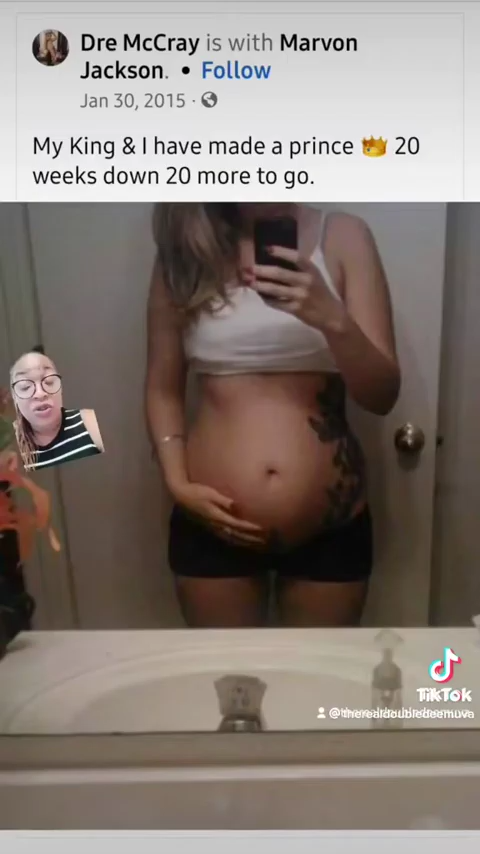 Dre McCray is with Marvon
Jackson. • Follow
Jan 30, 2015 ·
My King & I have made a prince 👑 20
weeks down 20 more to go.
TikTok
@therealdoubledeemuva